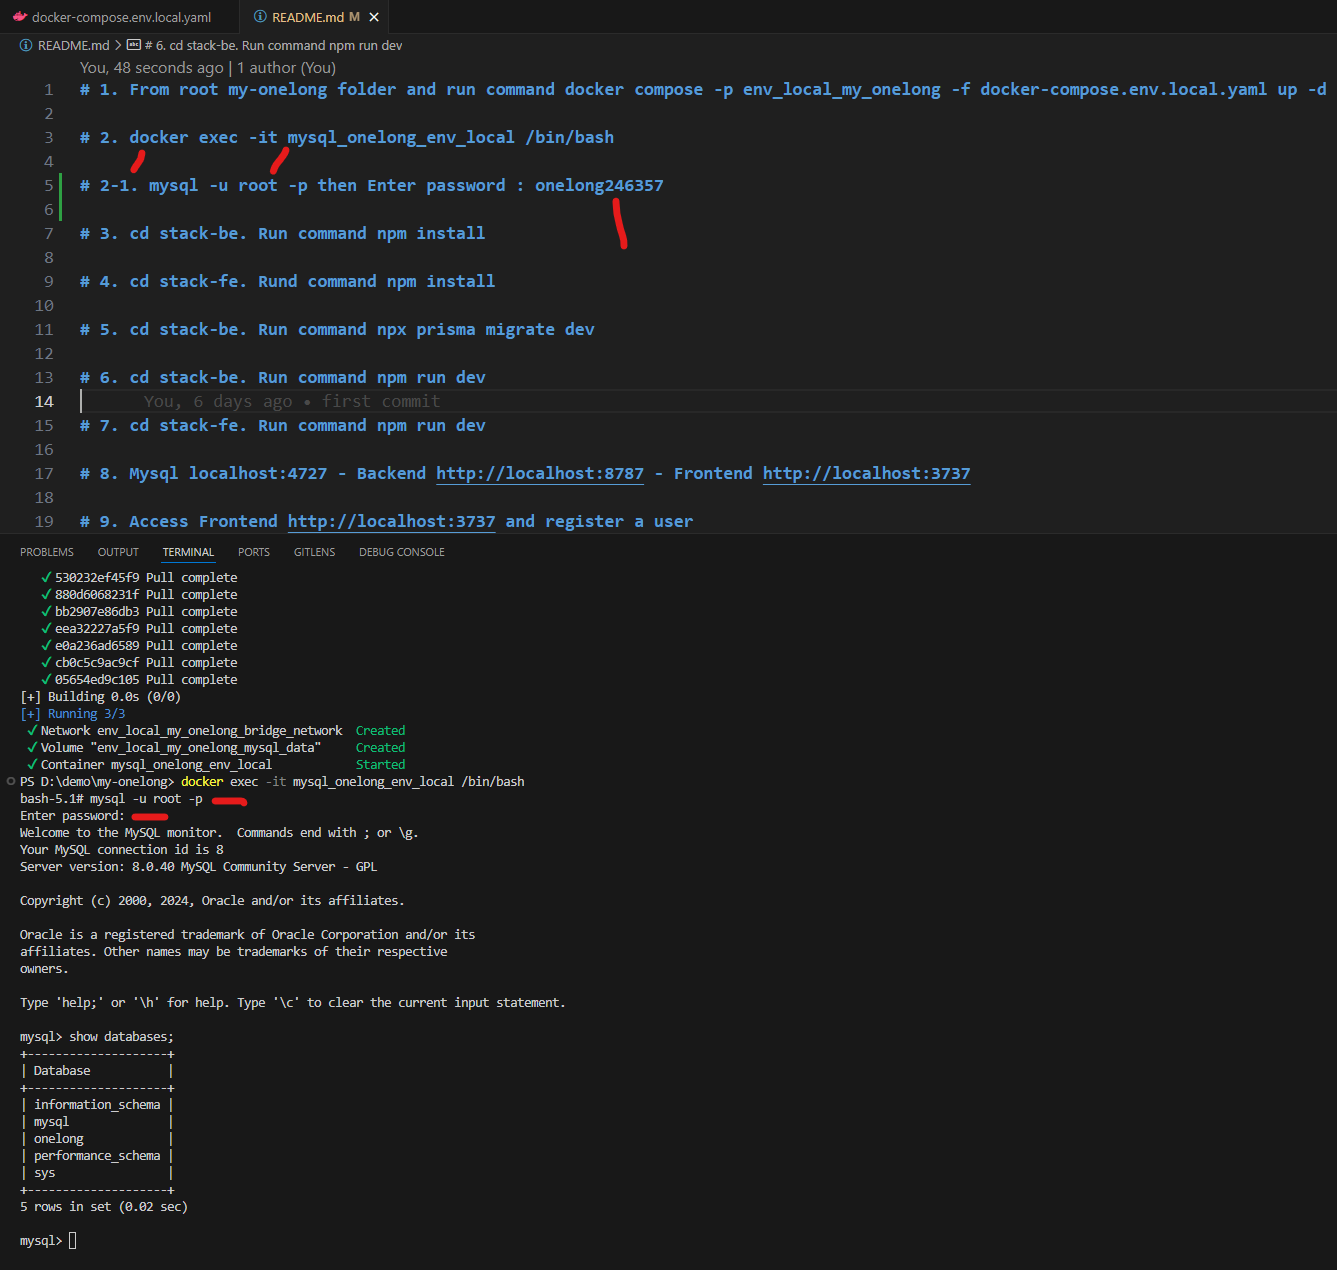 docker-compose.env.local.yaml
README.md M
README.md > # 6. cd stack-be. Run command npm run dev
You, 48 seconds ago | 1 author (You)
1 # 1. From root my-onelong folder and run command docker compose -p env_local_my_onelong -f docker-compose.env.local.yaml up -d
2
3 # 2. docker exec -it mysql_onelong_env_local /bin/bash
4
5 # 2-1. mysql -u root -p then Enter password : onelong246357
6
7 # 3. cd stack-be. Run command npm install
8
9 # 4. cd stack-fe. Rund command npm install
10
11 # 5. cd stack-be. Run command npx prisma migrate dev
12
13 # 6. cd stack-be. Run command npm run dev
14 You, 6 days ago • first commit
15 # 7. cd stack-fe. Run command npm run dev
16
17 # 8. Mysql localhost:4727 - Backend http://localhost:8787 - Frontend http://localhost:3737
18
19 # 9. Access Frontend http://localhost:3737 and register a user
PROBLEMS OUTPUT TERMINAL PORTS GITLENS DEBUG CONSOLE
✓ 530232ef45f9 Pull complete
✓ 880d6068231f Pull complete
✓ bb2907e86db3 Pull complete
✓ eea32227a5f9 Pull complete
✓ e0a236ad6589 Pull complete
✓ cb0c5c9ac9cf Pull complete
✓ 05654ed9c105 Pull complete
[+] Building 0.0s (0/0)
[+] Running 3/3
✓ Network env_local_my_onelong_bridge_network Created
✓ Volume "env_local_my_onelong_mysql_data" Created
✓ Container mysql_onelong_env_local Started
PS D:\demo\my-onelong> docker exec -it mysql_onelong_env_local /bin/bash
bash-5.1# mysql -u root -p
Enter password:
Welcome to the MySQL monitor. Commands end with ; or \g.
Your MySQL connection id is 8
Server version: 8.0.40 MySQL Community Server - GPL
Copyright (c) 2000, 2024, Oracle and/or its affiliates.
Oracle is a registered trademark of Oracle Corporation and/or its
affiliates. Other names may be trademarks of their respective
owners.
Type 'help;' or '\h' for help. Type '\c' to clear the current input statement.
mysql> show databases;
+--------------------+
| Database           |
+--------------------+
| information_schema |
| mysql              |
| onelong            |
| performance_schema |
| sys                |
+--------------------+
5 rows in set (0.02 sec)
mysql>